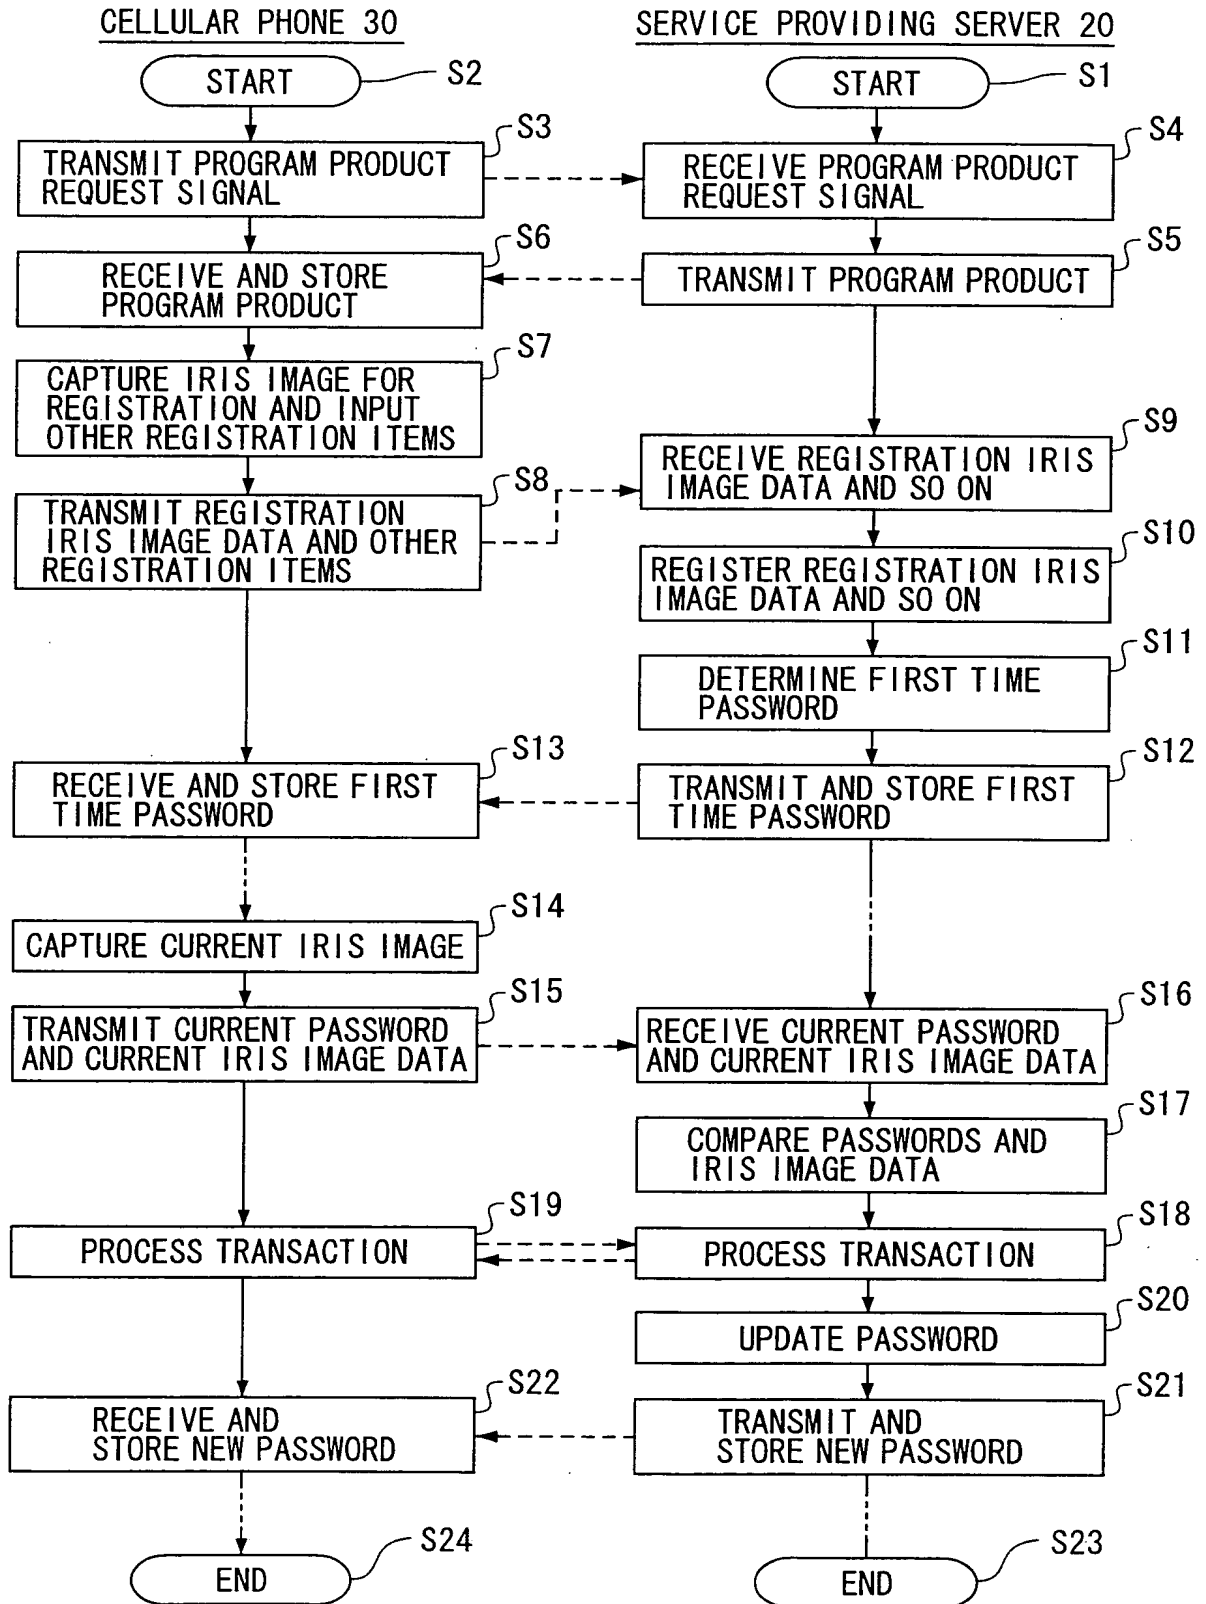 CELLULAR PHONE 30
SERVICE PROVIDING SERVER 20
START
S2
START
S1
S3
TRANSMIT PROGRAM PRODUCT
REQUEST SIGNAL
S4
RECEIVE PROGRAM PRODUCT
REQUEST SIGNAL
S6
RECEIVE AND STORE
PROGRAM PRODUCT
S5
TRANSMIT PROGRAM PRODUCT
S7
CAPTURE IRIS IMAGE FOR
REGISTRATION AND INPUT
OTHER REGISTRATION ITEMS
S9
RECEIVE REGISTRATION IRIS
IMAGE DATA AND SO ON
S8
TRANSMIT REGISTRATION
IRIS IMAGE DATA AND OTHER
REGISTRATION ITEMS
S10
REGISTER REGISTRATION IRIS
IMAGE DATA AND SO ON
S11
DETERMINE FIRST TIME
PASSWORD
S13
RECEIVE AND STORE FIRST
TIME PASSWORD
S12
TRANSMIT AND STORE FIRST
TIME PASSWORD
S14
CAPTURE CURRENT IRIS IMAGE
S15
TRANSMIT CURRENT PASSWORD
AND CURRENT IRIS IMAGE DATA
S16
RECEIVE CURRENT PASSWORD
AND CURRENT IRIS IMAGE DATA
S17
COMPARE PASSWORDS AND
IRIS IMAGE DATA
S19
PROCESS TRANSACTION
S18
PROCESS TRANSACTION
S20
UPDATE PASSWORD
S22
RECEIVE AND
STORE NEW PASSWORD
S21
TRANSMIT AND
STORE NEW PASSWORD
S24
END
S23
END